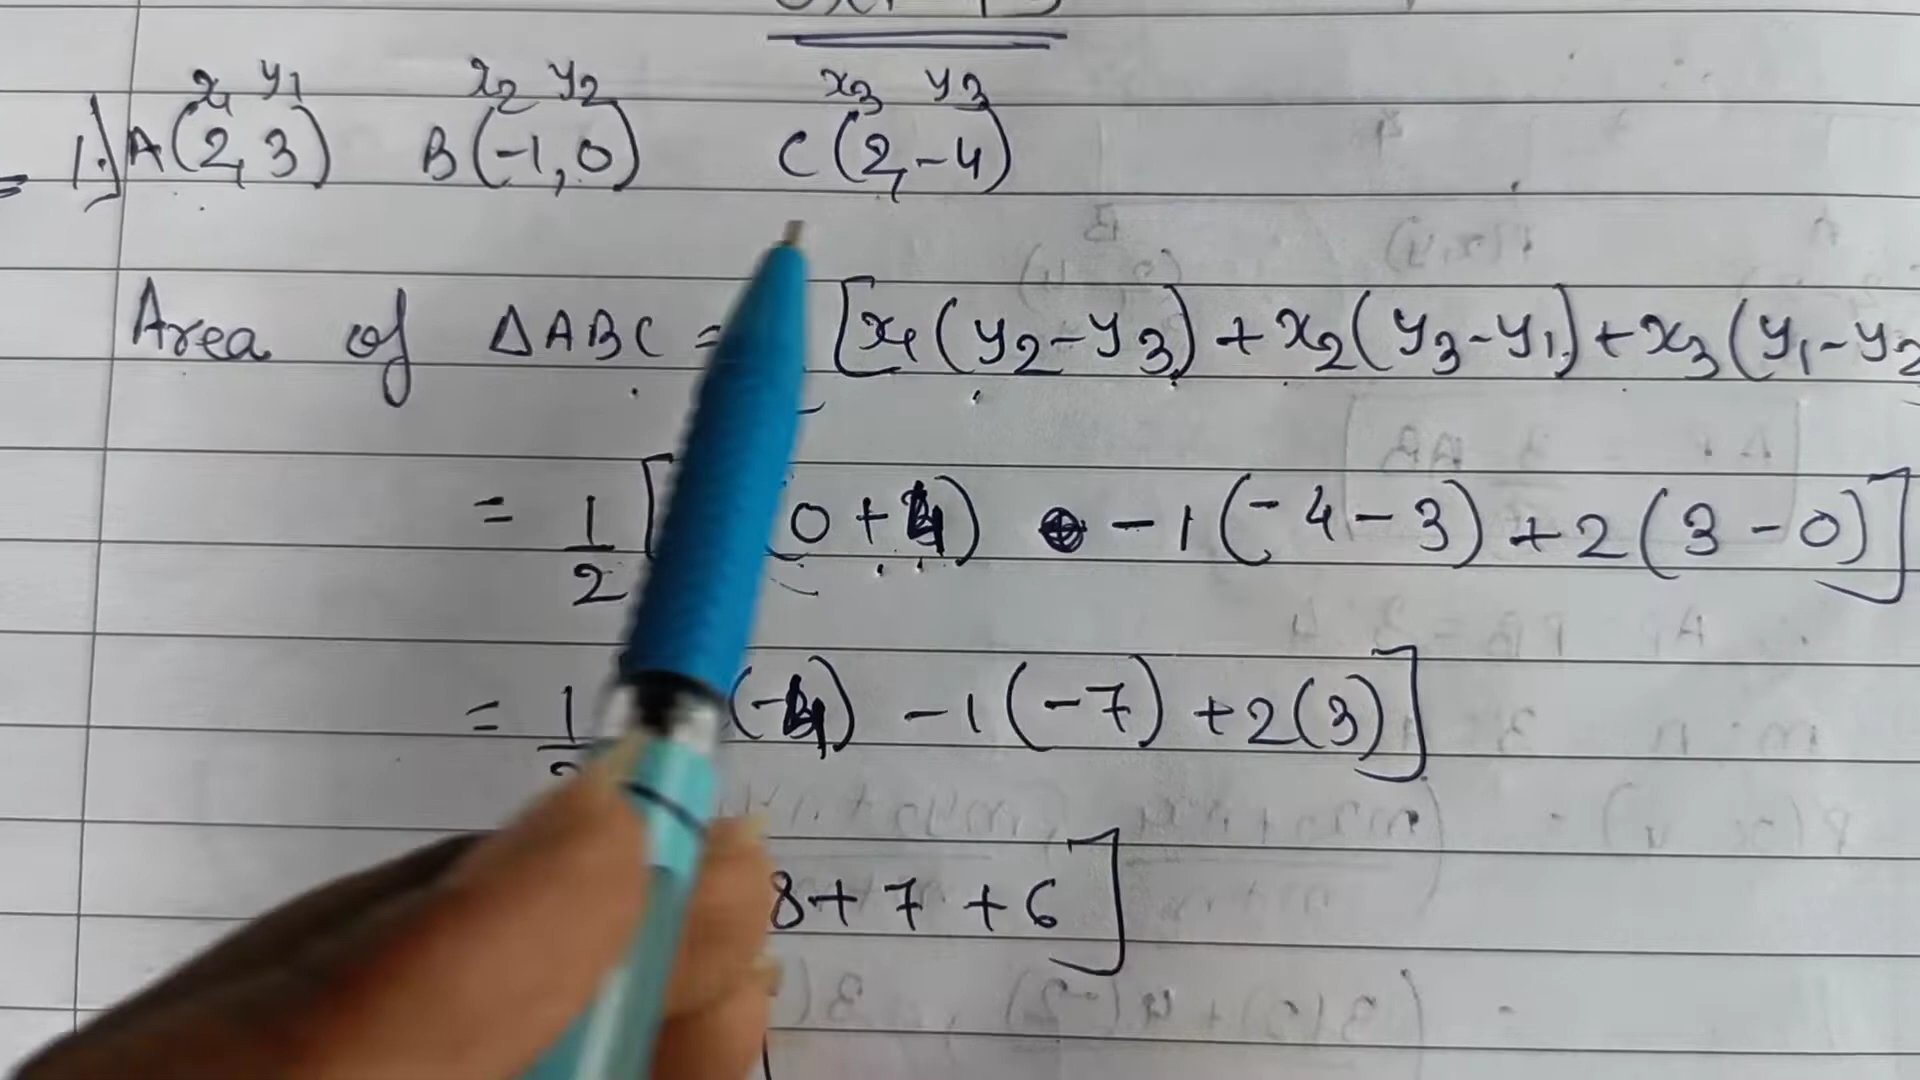 x1 y1 x2 y2 x3 y3
1.) A(2,3) B(-1,0) C(2,-4)
Area of ΔABC = [x1(y2-y3)+x2(y3-y1)+x3(y1-y2
= 1/2 [ (0+4) -1(-4-3)+2(3-0)]
= 1/2 (-4) -1(-7) +2(3)]
8+7+6]